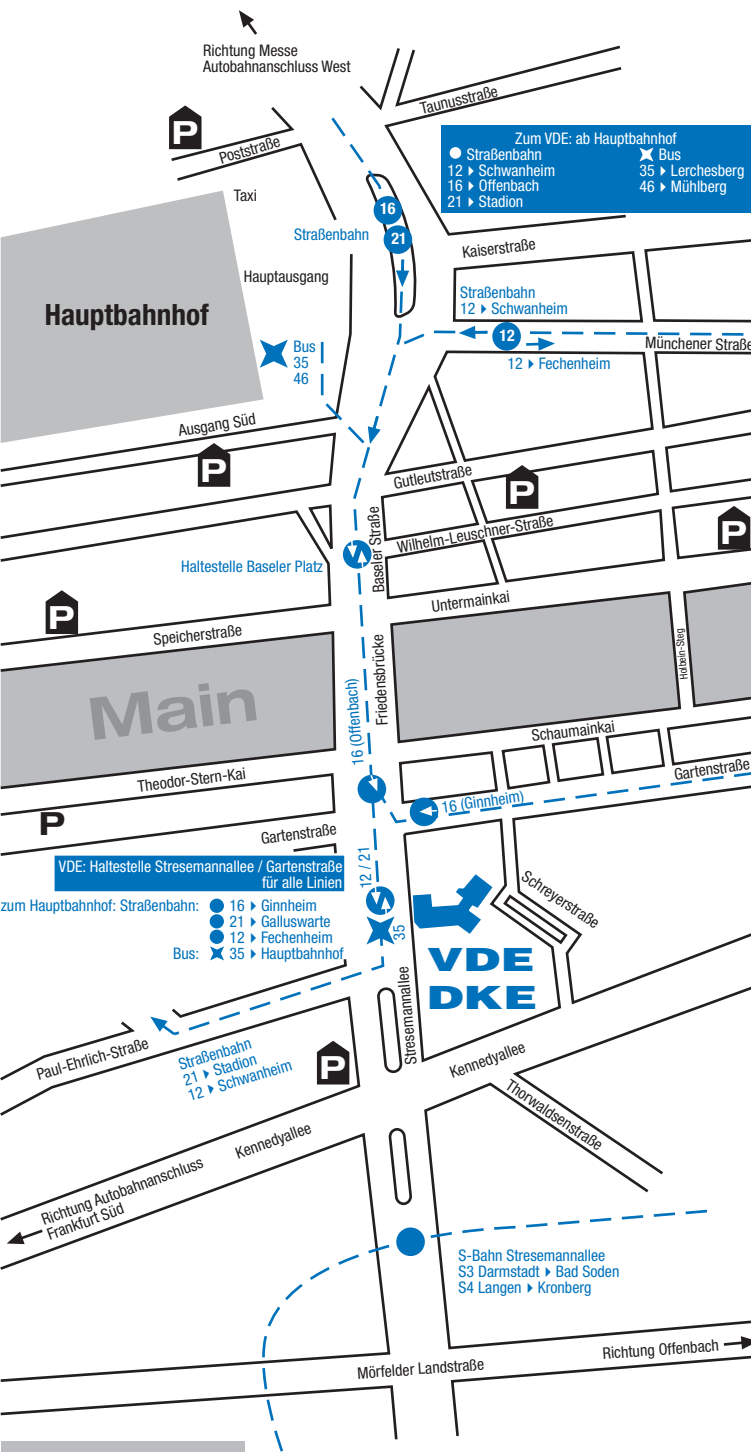 Richtung Messe
Autobahnanschluss West
Taunusstraße
P
Poststraße
Zum VDE: ab Hauptbahnhof
Straßenbahn
12 ▸ Schwanheim
16 ▸ Offenbach
21 ▸ Stadion
Bus
35 ▸ Lerchesberg
46 ▸ Mühlberg
Taxi
16
Straßenbahn
21
Kaiserstraße
Hauptausgang
Hauptbahnhof
Straßenbahn
12 ▸ Schwanheim
12
Münchener Straße
12 ▸ Fechenheim
Bus
35
46
Ausgang Süd
P
Gutleutstraße
P
Baseler Straße
Wilhelm-Leuschner-Straße
P
Haltestelle Baseler Platz
Untermainkai
P
Speicherstraße
Friedensbrücke
Holbein-Steg
Main
16 (Offenbach)
Schaumainkai
Theodor-Stern-Kai
Gartenstraße
16 (Ginnheim)
P
Gartenstraße
VDE: Haltestelle Stresemannallee / Gartenstraße
für alle Linien
12 / 21
Schreyerstraße
zum Hauptbahnhof: Straßenbahn:
16 ▸ Ginnheim
21 ▸ Galluswarte
12 ▸ Fechenheim
Bus:
35 ▸ Hauptbahnhof
35
VDE
DKE
Stresemannallee
Paul-Ehrlich-Straße
Straßenbahn
21 ▸ Stadion
12 ▸ Schwanheim
P
Kennedyallee
Thorwaldsenstraße
Kennedyallee
Richtung Autobahnanschluss
Frankfurt Süd
S-Bahn Stresemannallee
S3 Darmstadt ▸ Bad Soden
S4 Langen ▸ Kronberg
Mörfelder Landstraße
Richtung Offenbach